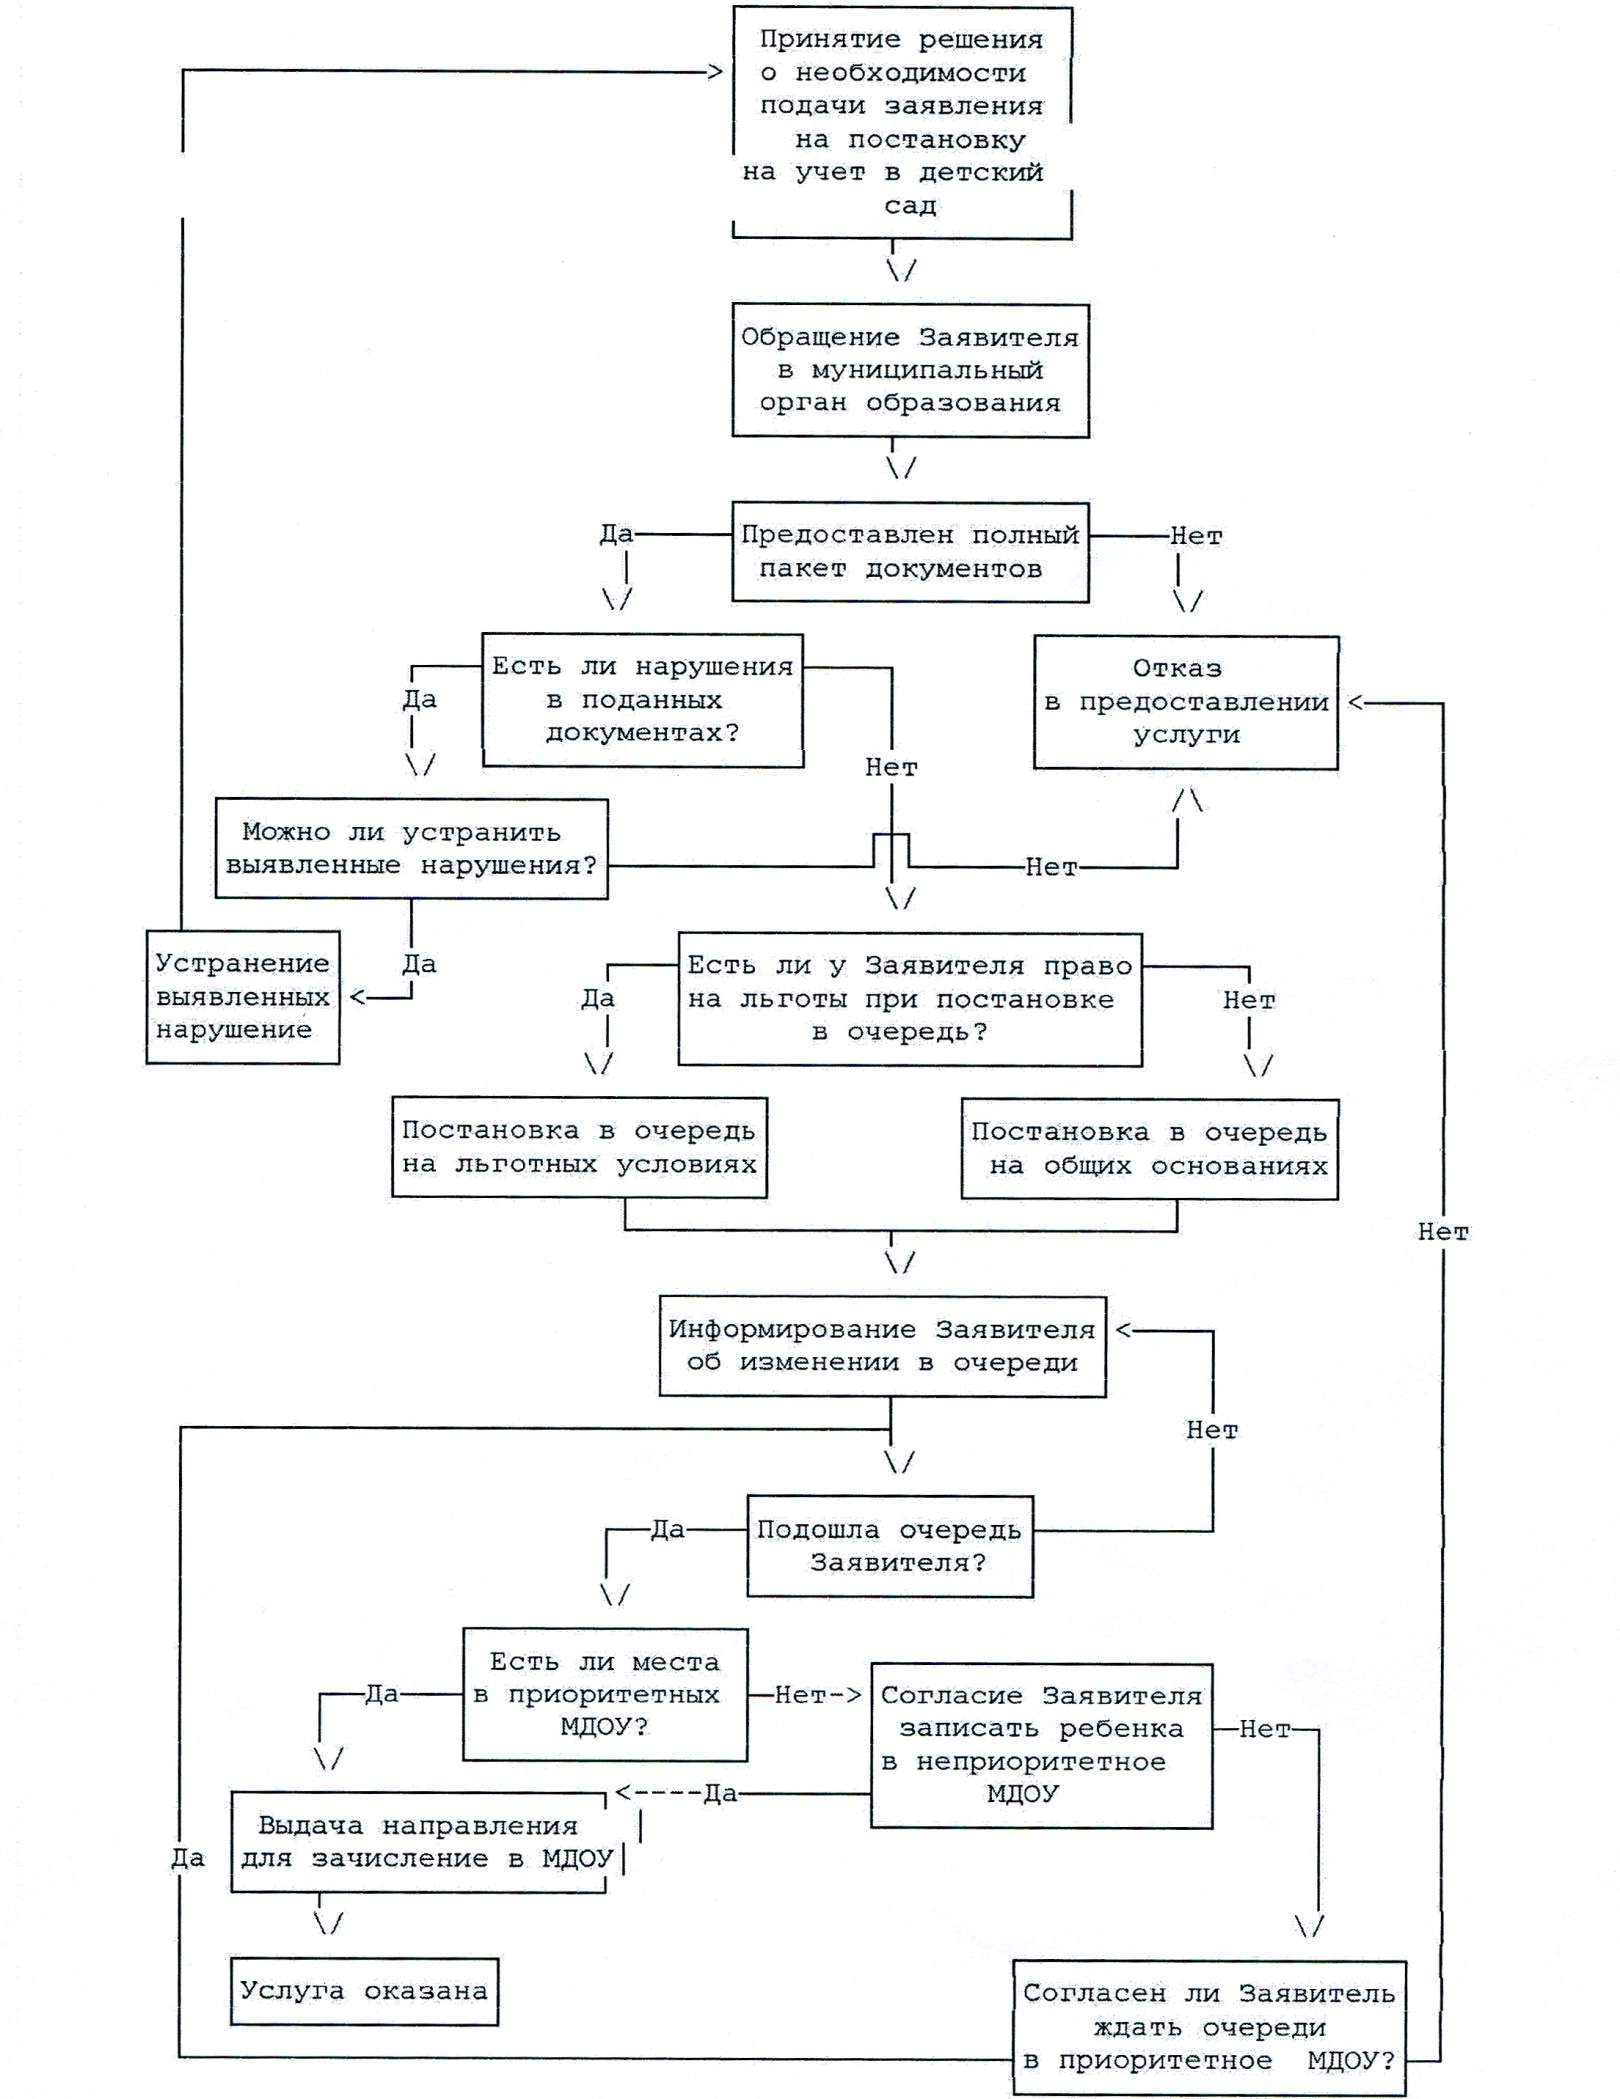 Принятие решения
о необходимости
подачи заявления
на постановку
на учет в детский
сад
Обращение Заявителя
в муниципальный
орган образования
Да
Предоставлен полный
пакет документов
Нет
Есть ли нарушения
в поданных
документах?
Да
Нет
Отказ
в предоставлении
услуги
Можно ли устранить
выявленные нарушения?
Нет
Да
Устранение
выявленных
нарушение
Есть ли у Заявителя право
на льготы при постановке
в очередь?
Да
Нет
Постановка в очередь
на льготных условиях
Постановка в очередь
на общих основаниях
Нет
Информирование Заявителя
об изменении в очереди
Нет
Да
Подошла очередь
Заявителя?
Есть ли места
в приоритетных
МДОУ?
Да
Нет
Согласие Заявителя
записать ребенка
в неприоритетное
МДОУ
Нет
Да
Выдача направления
для зачисление в МДОУ
Да
Услуга оказана
Согласен ли Заявитель
ждать очереди
в приоритетное МДОУ?